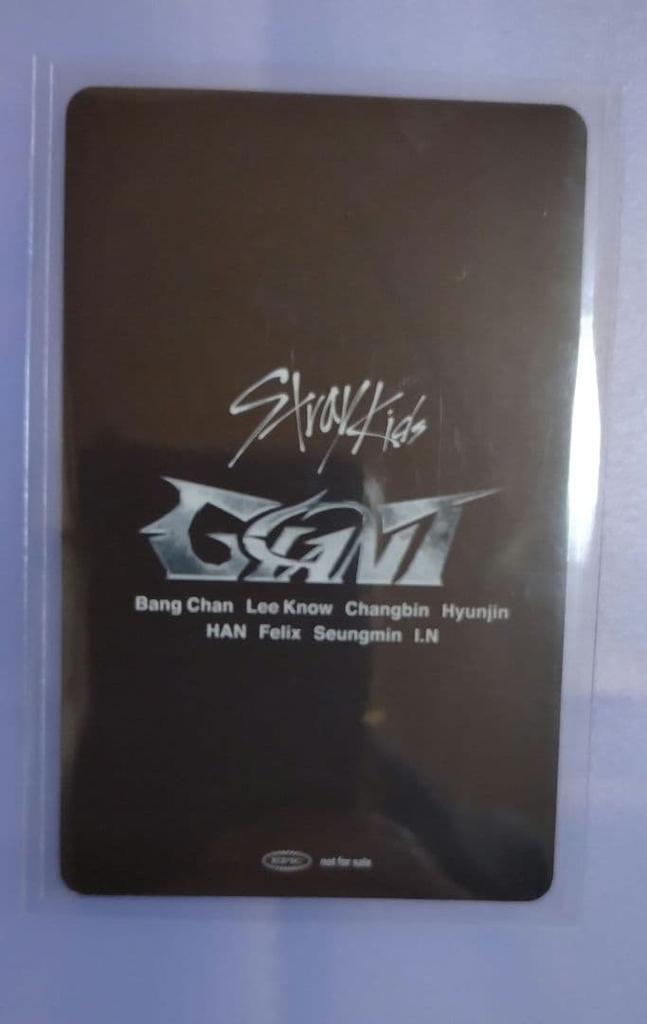 Stray Kids
GIANT
Bang Chan Lee Know Changbin Hyunjin
HAN Felix Seungmin I.N
EPIC not for sale